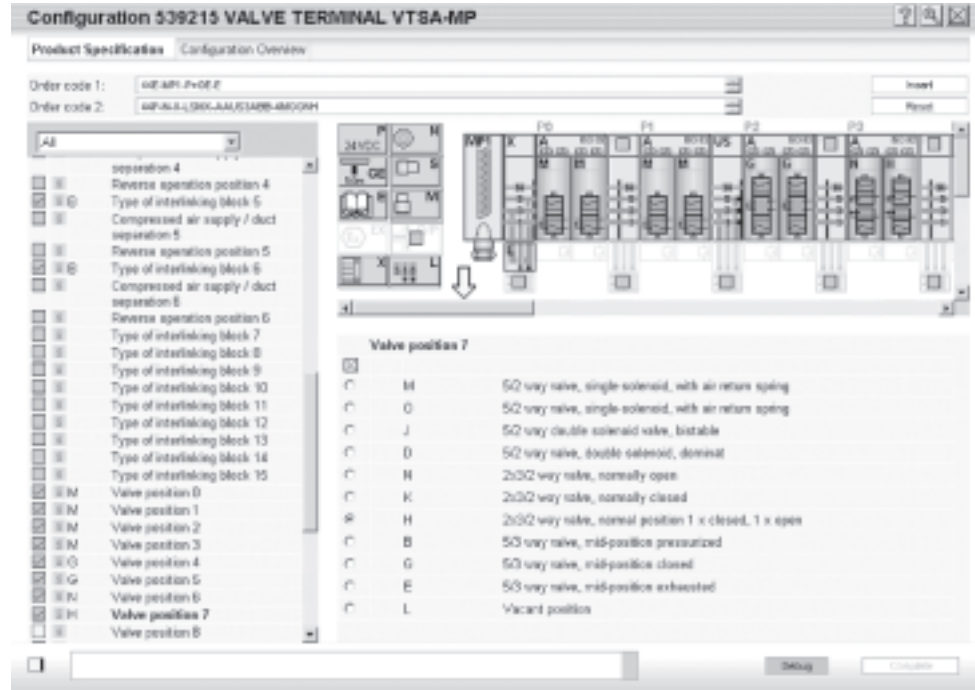 Configuration 539215 VALVE TERMINAL VTSA-MP
Product Specification Configuration Overview
Order code 1:
Insert
Order code 2:
Reset
All
separation 4
Reverse operation position 4
B Type of interlinking block 5
Compressed air supply / duct
separation 5
Reverse operation position 5
B Type of interlinking block 6
Compressed air supply / duct
separation 6
Reverse operation position 6
Type of interlinking block 7
Type of interlinking block 8
Type of interlinking block 9
Type of interlinking block 10
Type of interlinking block 11
Type of interlinking block 12
Type of interlinking block 13
Type of interlinking block 14
Type of interlinking block 15
M Valve position 0
M Valve position 1
M Valve position 2
M Valve position 3
G Valve position 4
G Valve position 5
N Valve position 6
H Valve position 7
Valve position 8
P0 P1 P2 P3
P N MP1 X A A US A A
24VDC
10m GE S M M M M G G N H
E M
EX
X L
Valve position 7
M 5/2 way valve, single-solenoid, with air return spring
O 5/2 way valve, single-solenoid, with air return spring
J 5/2 way double solenoid valve, bistable
D 5/2 way valve, double solenoid, dominat
N 2x3/2 way valve, normally open
K 2x3/2 way valve, normally closed
H 2x3/2 way valve, normal position 1 x closed, 1 x open
B 5/3 way valve, mid-position pressurized
G 5/3 way valve, mid-position closed
E 5/3 way valve, mid-position exhausted
L Vacant position
Debug
Complete